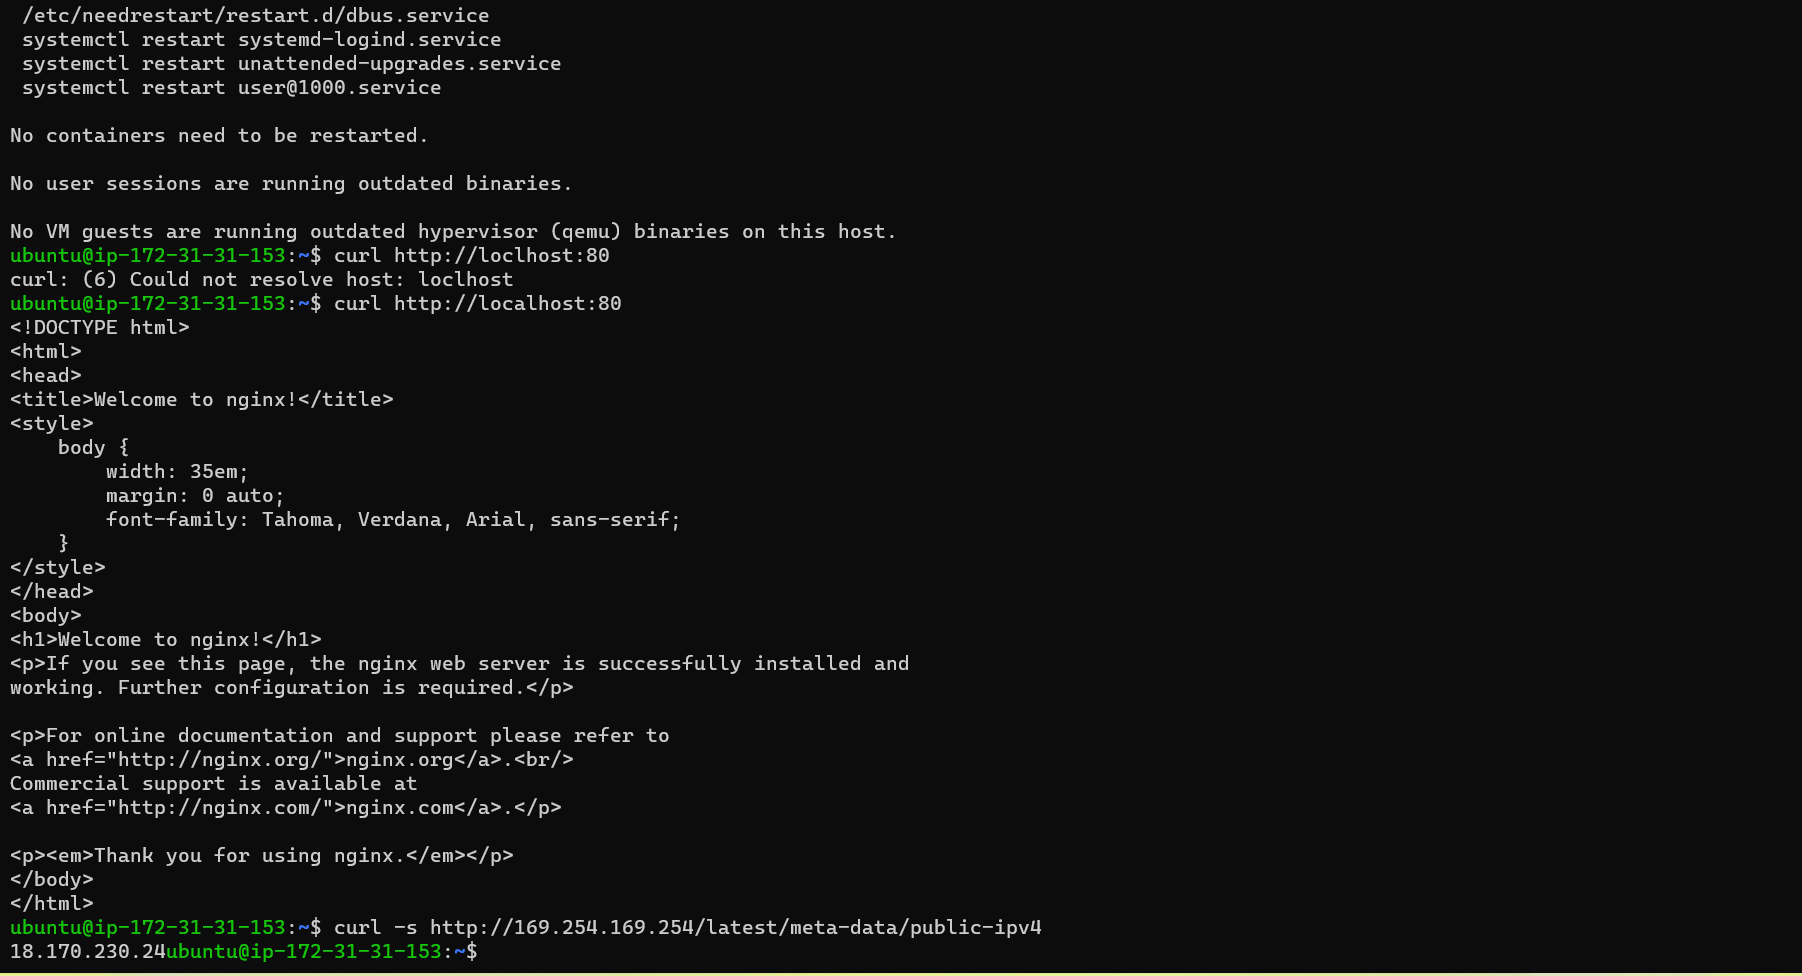 /etc/needrestart/restart.d/dbus.service
systemctl restart systemd-logind.service
systemctl restart unattended-upgrades.service
systemctl restart user@1000.service
No containers need to be restarted.
No user sessions are running outdated binaries.
No VM guests are running outdated hypervisor (qemu) binaries on this host.
ubuntu@ip-172-31-31-153:~$ curl http://loclhost:80
curl: (6) Could not resolve host: loclhost
ubuntu@ip-172-31-31-153:~$ curl http://localhost:80
<!DOCTYPE html>
<html>
<head>
<title>Welcome to nginx!</title>
<style>
    body {
        width: 35em;
        margin: 0 auto;
        font-family: Tahoma, Verdana, Arial, sans-serif;
    }
</style>
</head>
<body>
<h1>Welcome to nginx!</h1>
<p>If you see this page, the nginx web server is successfully installed and
working. Further configuration is required.</p>
<p>For online documentation and support please refer to
<a href="http://nginx.org/">nginx.org</a>.<br/>
Commercial support is available at
<a href="http://nginx.com/">nginx.com</a>.</p>
<p><em>Thank you for using nginx.</em></p>
</body>
</html>
ubuntu@ip-172-31-31-153:~$ curl -s http://169.254.169.254/latest/meta-data/public-ipv4
18.170.230.24ubuntu@ip-172-31-31-153:~$